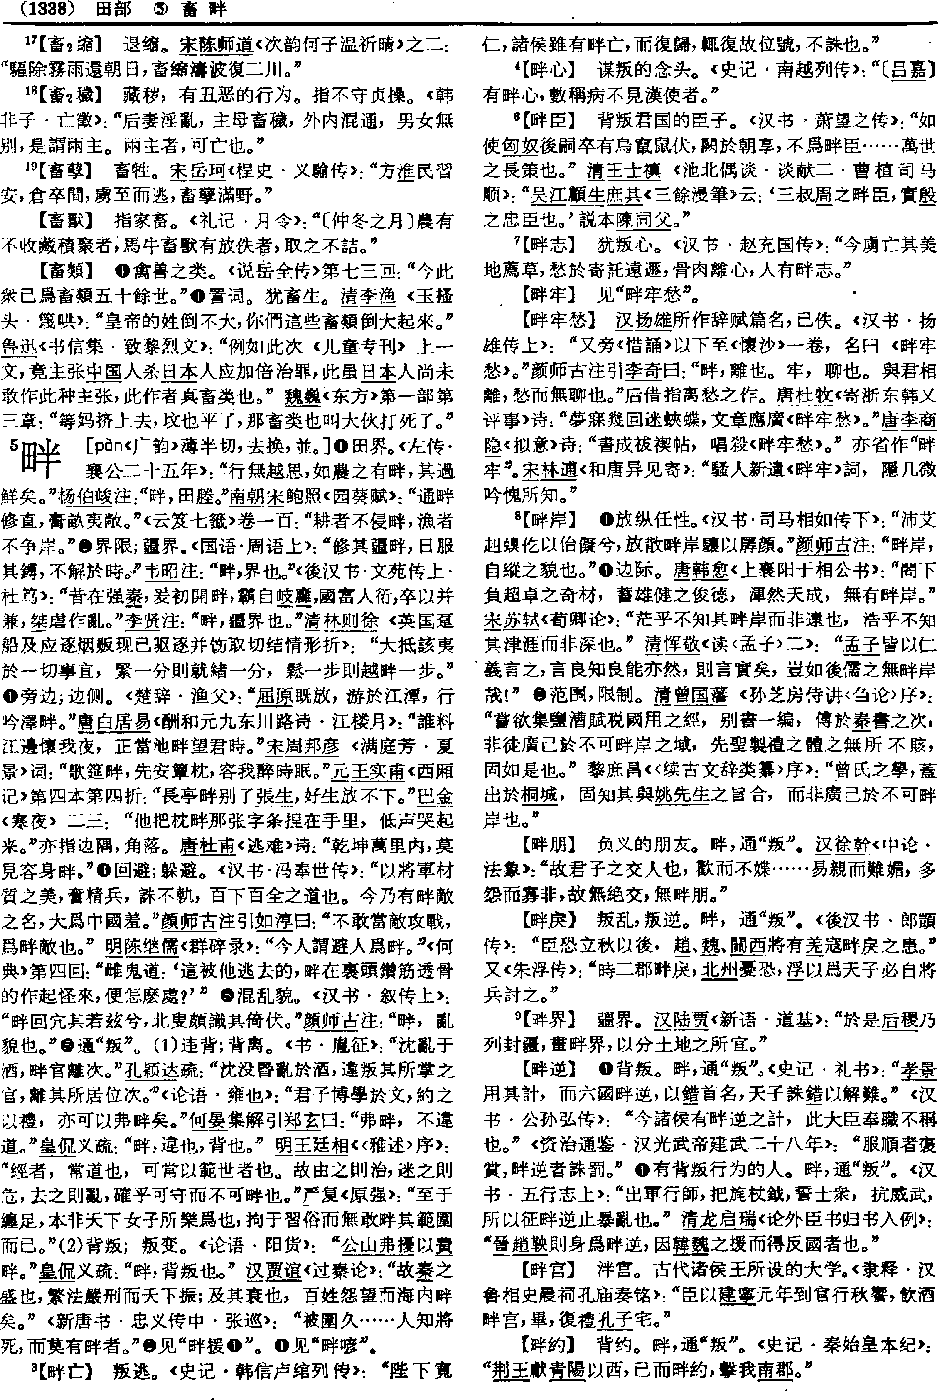 （1338） 田部 ⑤ 畜 畔
17【畜₂缩】 退缩。宋陈师道《次韵何子温祈晴》之二：
“驅除霧雨還朝日，畜縮濤波復二川。”
18【畜₂穢】 藏秽，有丑恶的行为。指不守贞操。《韩
非子·亡徵》：“后妻淫亂，主母畜穢，外内混通，男女無
别，是謂兩主。兩主者，可亡也。”
19【畜孽】 畜牲。宋岳珂《桯史·义騟传》：“方淮民習
安，倉卒間，虜至而逃，畜孽滿野。”
【畜獸】 指家畜。《礼记·月令》：“〔仲冬之月〕農有
不收藏積聚者，馬牛畜獸有放佚者，取之不詰。”
【畜類】 ❶禽兽之类。《说岳全传》第七三回：“今此
衆已爲畜類五十餘世。”❷詈词。犹畜生。清李渔《玉搔
头·篾哄》：“皇帝的姓倒不大，你們這些畜類倒大起來。”
鲁迅《书信集·致黎烈文》：“例如此次《儿童专刊》上一
文，竟主张中国人杀日本人应加倍治罪，此虽日本人尚未
敢作此种主张，此作者真畜类也。”魏巍《东方》第一部第
三章：“等妈挤上去，坟也平了，那畜类也叫大伙打死了。”
5畔 ［pàn《广韵》薄半切，去换，並。］❶田界。《左传·
襄公二十五年》：“行無越思，如農之有畔，其過
鮮矣。”杨伯峻注：“畔，田塍。”南朝宋鲍照《园葵赋》：“通畔
修直，膏畝夷敞。”《云笈七籤》卷一百：“耕者不侵畔，漁者
不争岸。”❷界限；疆界。《国语·周语上》：“修其疆畔，日服
其鎛，不解於時。”韦昭注：“畔，界也。”《後汉书·文苑传上·
杜笃》：“昔在强秦，爰初開畔，霸自岐𨞦，國富人衍，卒以并
兼，桀虐作亂。”李贤注：“畔，疆界也。”清林则徐《英国趸
船及应逐烟贩现已驱逐并饬取切结情形折》：“大抵該夷
於一切事宜，緊一分則就緒一分，鬆一步則越畔一步。”
❸旁边；边侧。《楚辞·渔父》：“屈原既放，游於江潭，行
吟澤畔。”唐白居易《酬和元九东川路诗·江楼月》：“誰料
江邊懷我夜，正當池畔望君時。”宋周邦彦《满庭芳·夏
景》词：“歌筵畔，先安簟枕，容我醉時眠。”元王实甫《西厢
记》第四本第四折：“長亭畔别了張生，好生放不下。”巴金
《寒夜》二三：“他把枕畔那张字条捏在手里，低声哭起
来。”亦指边隅，角落。唐杜甫《逃难》诗：“乾坤萬里内，莫
見容身畔。”❹回避；躲避。《汉书·冯奉世传》：“以將軍材
質之美，奮精兵，誅不軌，百下百全之道也。今乃有畔敵
之名，大爲中國羞。”颜师古注引如淳曰：“不敢當敵攻戰，
爲畔敵也。”明陈继儒《群碎录》：“今人謂避人爲畔。”《何
典》第四回：“雌鬼道：‘這被他逃去的，畔在裏頭鑽筋透骨
的作起怪來，便怎麽處？’”❺混乱貌。《汉书·叙传上》：
“畔回宂其若兹兮，北叟頗識其倚伏。”颜师古注：“畔，亂
貌也。”❻通“叛”。（1）违背；背离。《书·胤征》：“沈亂于
酒，畔官離次。”孔颖达疏：“沈没昏亂於酒，違叛其所掌之
官，離其所居位次。”《论语·雍也》：“君子博學於文，約之
以禮，亦可以弗畔矣。”何晏集解引郑玄曰：“弗畔，不違
道。”皇侃义疏：“畔，違也，背也。”明王廷相《〈雅述〉序》：
“經者，常道也，可常以範世者也。故由之則治，迷之則
危，去之則亂，確乎可守而不可畔也。”严复《原强》：“至于
纏足，本非天下女子所樂爲也，拘于習俗而無敢畔其範圍
而已。”（2）背叛；叛变。《论语·阳货》：“公山弗擾以費
畔。”皇侃义疏：“畔，背叛也。”汉贾谊《过秦论》：“故秦之
盛也，繁法嚴刑而天下振；及其衰也，百姓怨望而海内畔
矣。”《新唐书·忠义传中·张巡》：“被圍久……人知將
死，而莫有畔者。”❼见“畔援❶”。❽见“畔喭”。
3【畔亡】 叛逃。《史记·韩信卢绾列传》：“陛下寬
仁，諸侯雖有畔亡，而復歸，輒復故位號，不誅也。”
4【畔心】 谋叛的念头。《史记·南越列传》：“〔吕嘉〕
有畔心，數稱病不見漢使者。”
6【畔臣】 背叛君国的臣子。《汉书·萧望之传》：“如
使匈奴後嗣卒有鳥竄鼠伏，闕於朝享，不爲畔臣……萬世
之長策也。”清王士禛《池北偶谈·谈献二·曹植司马
顺》：“吴江顧生庶其《三餘漫筆》云：‘三叔周之畔臣，實殷
之忠臣也。’説本陳同父。”
7【畔志】 犹叛心。《汉书·赵充国传》：“今虜亡其美
地薦草，愁於寄託遠遯，骨肉離心，人有畔志。”
【畔牢】 见“畔牢愁”。
【畔牢愁】 汉扬雄所作辞赋篇名，已佚。《汉书·扬
雄传上》：“又旁《惜誦》以下至《懷沙》一卷，名曰《畔牢
愁》。”颜师古注引李奇曰：“畔，離也。牢，聊也。與君相
離，愁而無聊也。”后借指离愁之作。唐杜牧《寄浙东韩乂
评事》诗：“夢寐幾回迷蛺蝶，文章應廣《畔牢愁》。”唐李商
隐《拟意》诗：“書成祓禊帖，唱殺《畔牢愁》。”亦省作“畔
牢”。宋林逋《和唐异见寄》：“騷人新遺《畔牢》詞，隱几微
吟愧所知。”
8【畔岸】 ❶放纵任性。《汉书·司马相如传下》：“沛艾
赳螑仡以佁儗兮，放散畔岸驤以孱顔。”颜师古注：“畔岸，
自縱之貌也。”❷边际。唐韩愈《上襄阳于相公书》：“閣下
負超卓之奇材，蓄雄健之俊德，渾然天成，無有畔岸。”
宋苏轼《荀卿论》：“茫乎不知其畔岸而非遠也，浩乎不知
其津涯而非深也。”清恽敬《读〈孟子〉二》：“孟子皆以仁
義言之，言良知良能亦然，則言實矣，豈如後儒之無畔岸
哉！”❸范围，限制。清曾国藩《孙芝房侍讲〈刍论〉序》：
“嘗欲集鹽漕賦税國用之經，别書一編，傅於秦書之次，
非徒廣己於不可畔岸之域，先聖製禮之體之無所不賅，
固如是也。”黎庶昌《〈续古文辞类纂〉序》：“曾氏之學，蓋
出於桐城，固知其與姚先生之旨合，而非廣己於不可畔
岸也。”
【畔朋】 负义的朋友。畔，通“叛”。汉徐幹《中论·
法象》：“故君子之交人也，歡而不媟……易親而難媚，多
怨而寡非，故無絶交，無畔朋。”
【畔戾】 叛乱，叛逆。畔，通“叛”。《後汉书·郎顗
传》：“臣恐立秋以後，趙、魏、關西將有羌寇畔戾之患。”
又《朱浮传》：“時二郡畔戾，北州憂恐，浮以爲天子必自將
兵討之。”
9【畔界】 疆界。汉陆贾《新语·道基》：“於是后稷乃
列封疆，畫畔界，以分土地之所宜。”
【畔逆】 ❶背叛。畔，通“叛”。《史记·礼书》：“孝景
用其計，而六國畔逆，以錯首名，天子誅錯以解難。”《汉
书·公孙弘传》：“今諸侯有畔逆之計，此大臣奉職不稱
也。”《资治通鉴·汉光武帝建武二十八年》：“服順者褒
賞，畔逆者誅罰。”❷有背叛行为的人。畔，通“叛”。《汉
书·五行志上》：“出軍行師，把旄杖鉞，誓士衆，抗威武，
所以征畔逆止暴亂也。”清龙启瑞《论外臣书归书入例》：
“晉趙鞅則身爲畔逆，因韓魏之援而得反國者也。”
【畔宫】 泮宫。古代诸侯王所设的大学。《隶释·汉
鲁相史晨祠孔庙奏铭》：“臣以建寧元年到官行秋饗，飲酒
畔宫，畢，復禮孔子宅。”
【畔約】 背约。畔，通“叛”。《史记·秦始皇本纪》：
“荆王獻青陽以西，已而畔約，擊我南郡。”